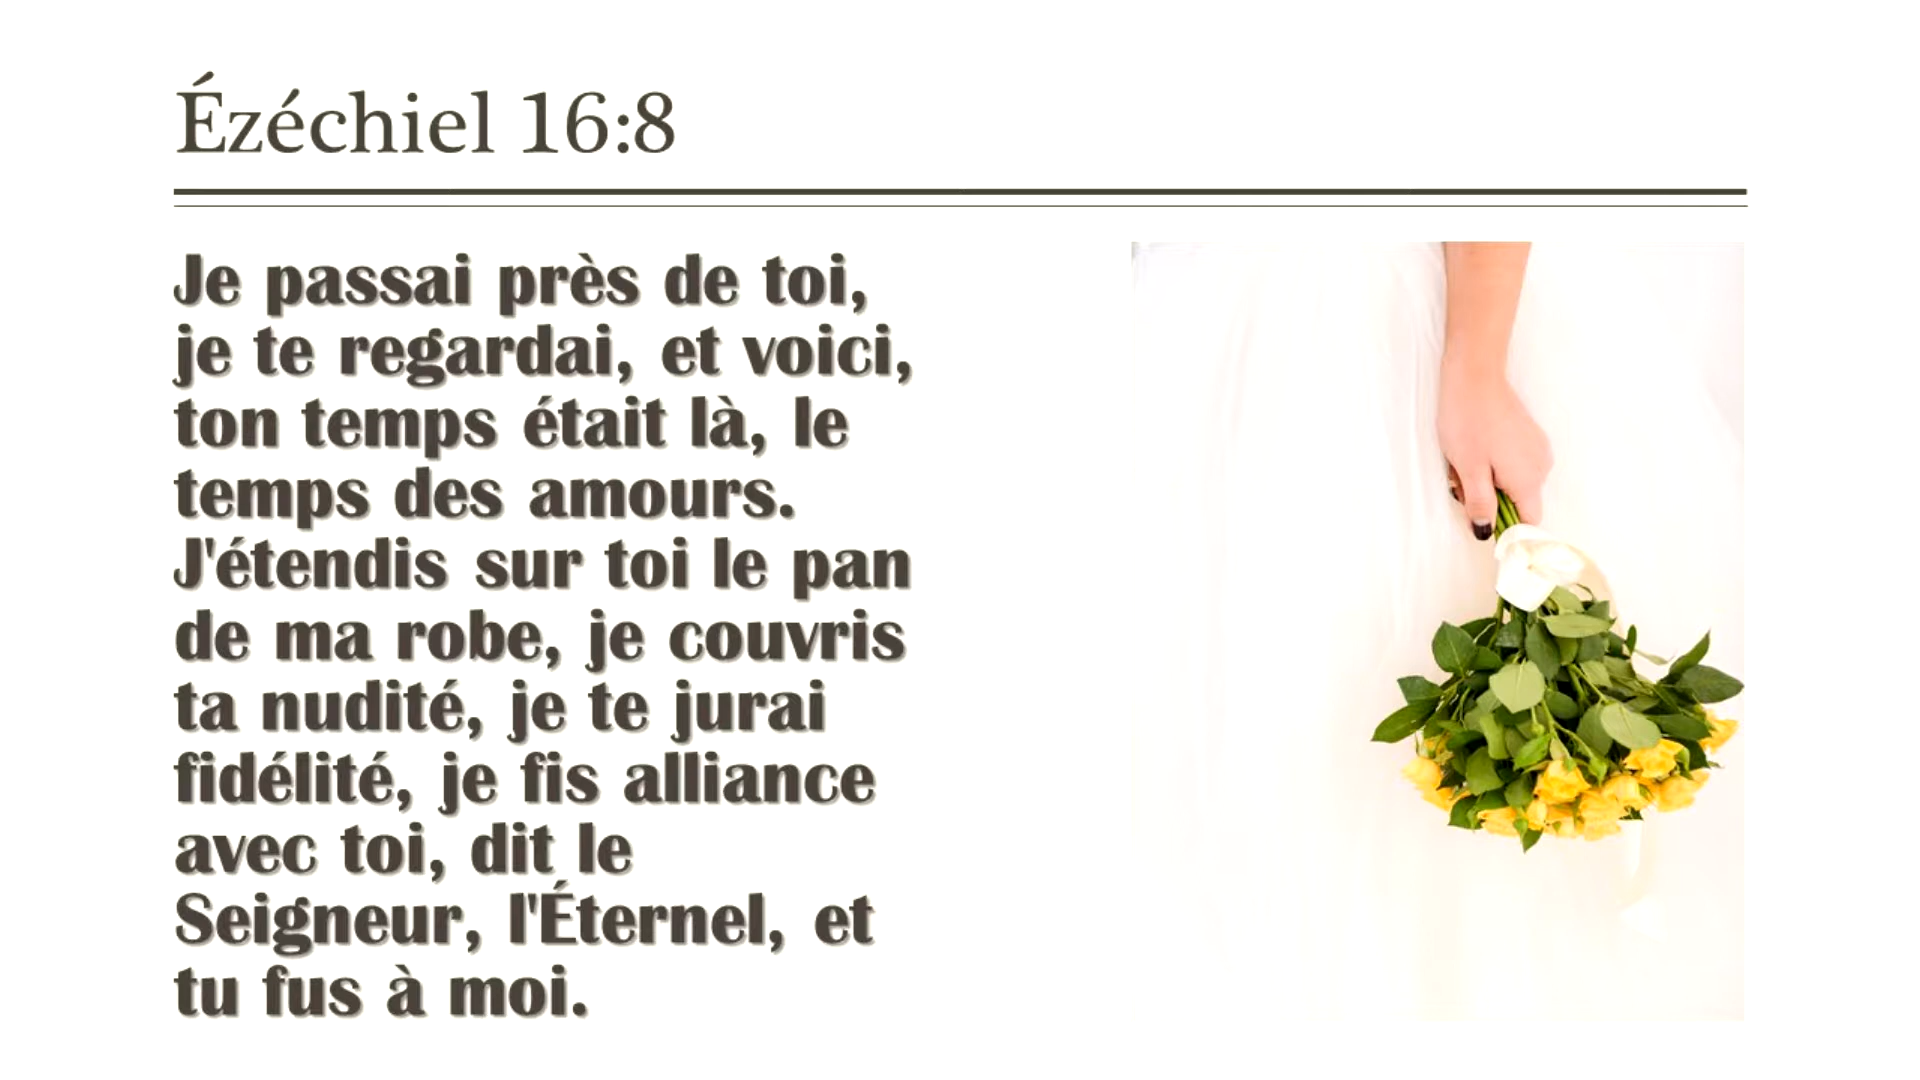 Ézéchiel 16:8
Je passai près de toi,
je te regardai, et voici,
ton temps était là, le
temps des amours.
J'étendis sur toi le pan
de ma robe, je couvris
ta nudité, je te jurai
fidélité, je fis alliance
avec toi, dit le
Seigneur, l'Éternel, et
tu fus à moi.